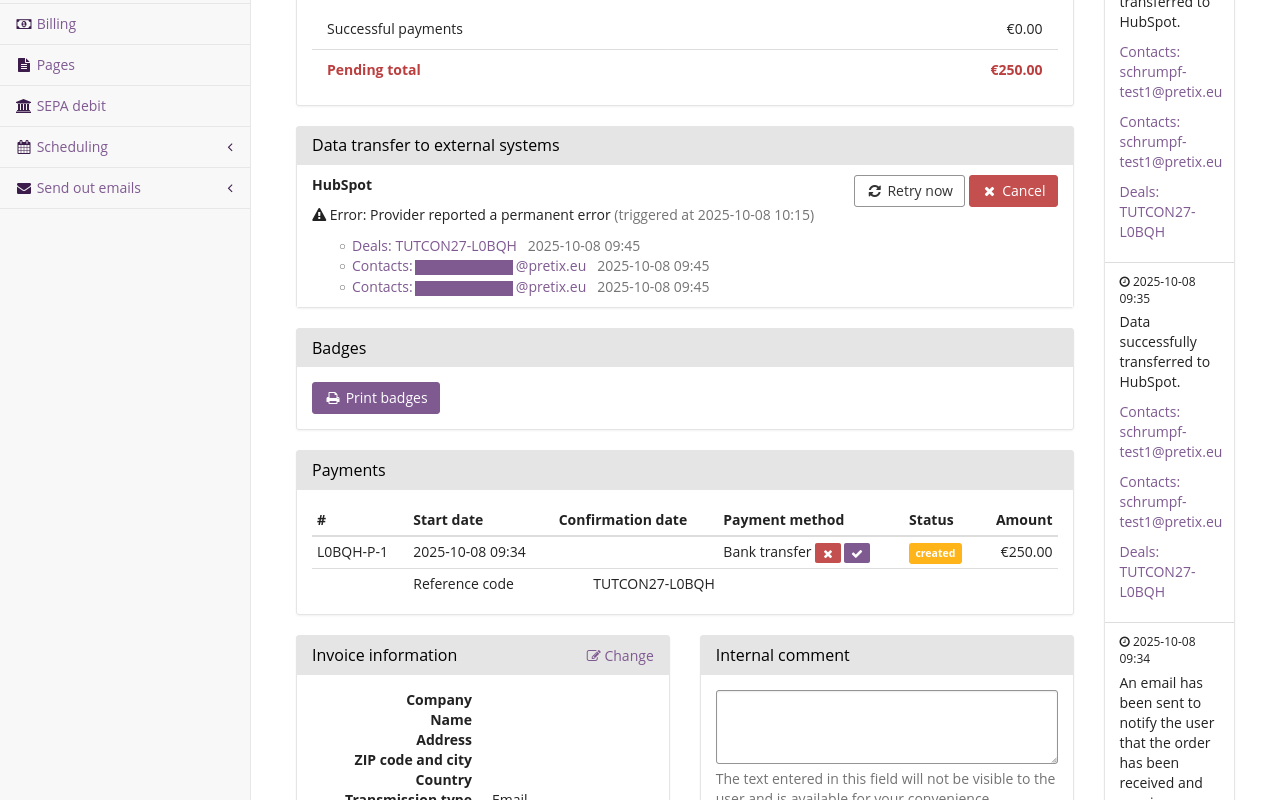 Billing
Pages
SEPA debit
Scheduling
Send out emails
Successful payments €0.00
Pending total €250.00
Data transfer to external systems
HubSpot
Retry now
Cancel
Error: Provider reported a permanent error (triggered at 2025-10-08 10:15)
Deals: TUTCON27-L0BQH 2025-10-08 09:45
Contacts: @pretix.eu 2025-10-08 09:45
Contacts: @pretix.eu 2025-10-08 09:45
Badges
Print badges
Payments
# Start date Confirmation date Payment method Status Amount
L0BQH-P-1 2025-10-08 09:34 Bank transfer created €250.00
Reference code TUTCON27-L0BQH
Invoice information Change
Company
Name
Address
ZIP code and city
Country
Transmission type Email
Internal comment
The text entered in this field will not be visible to the
user and is available for your convenience.
transferred to
HubSpot.
Contacts:
schrumpf-
test1@pretix.eu
Contacts:
schrumpf-
test1@pretix.eu
Deals:
TUTCON27-
L0BQH
2025-10-08
09:35
Data
successfully
transferred to
HubSpot.
Contacts:
schrumpf-
test1@pretix.eu
Contacts:
schrumpf-
test1@pretix.eu
Deals:
TUTCON27-
L0BQH
2025-10-08
09:34
An email has
been sent to
notify the user
that the order
has been
received and